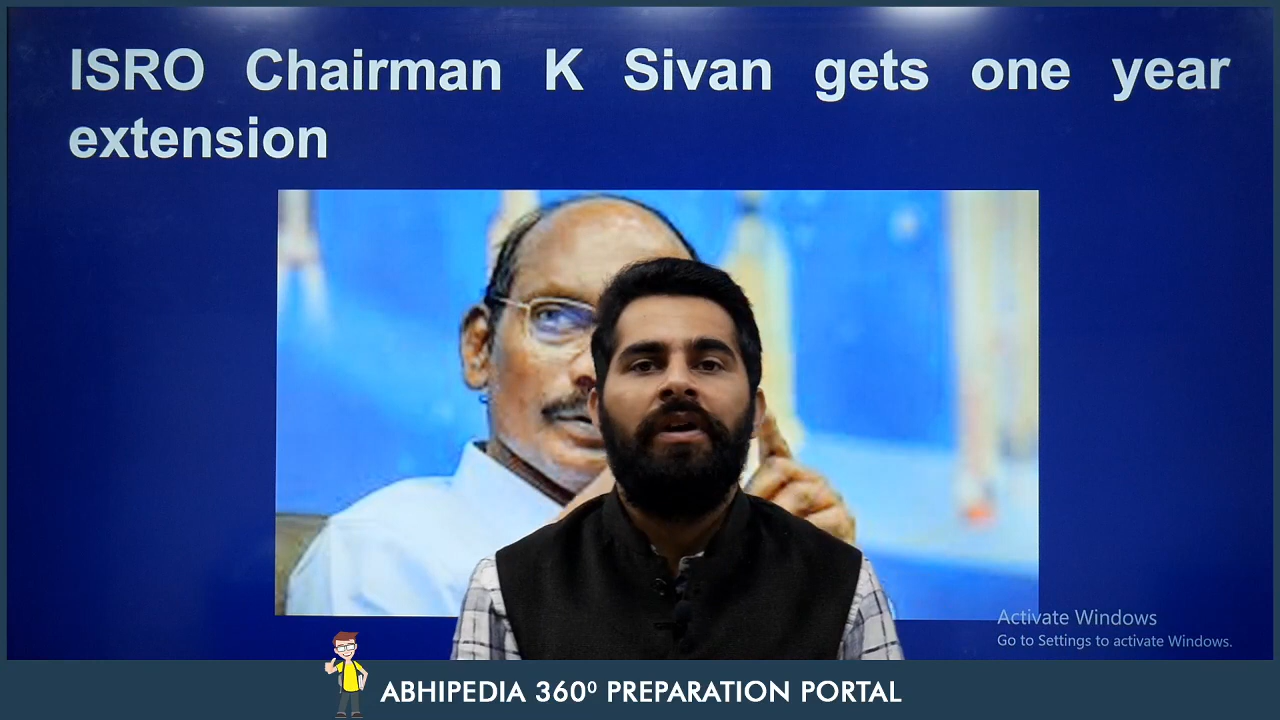 ISRO Chairman K Sivan gets one year
extension
Activate Windows
Go to Settings to activate Windows.
ABHIPEDIA 360⁰ PREPARATION PORTAL